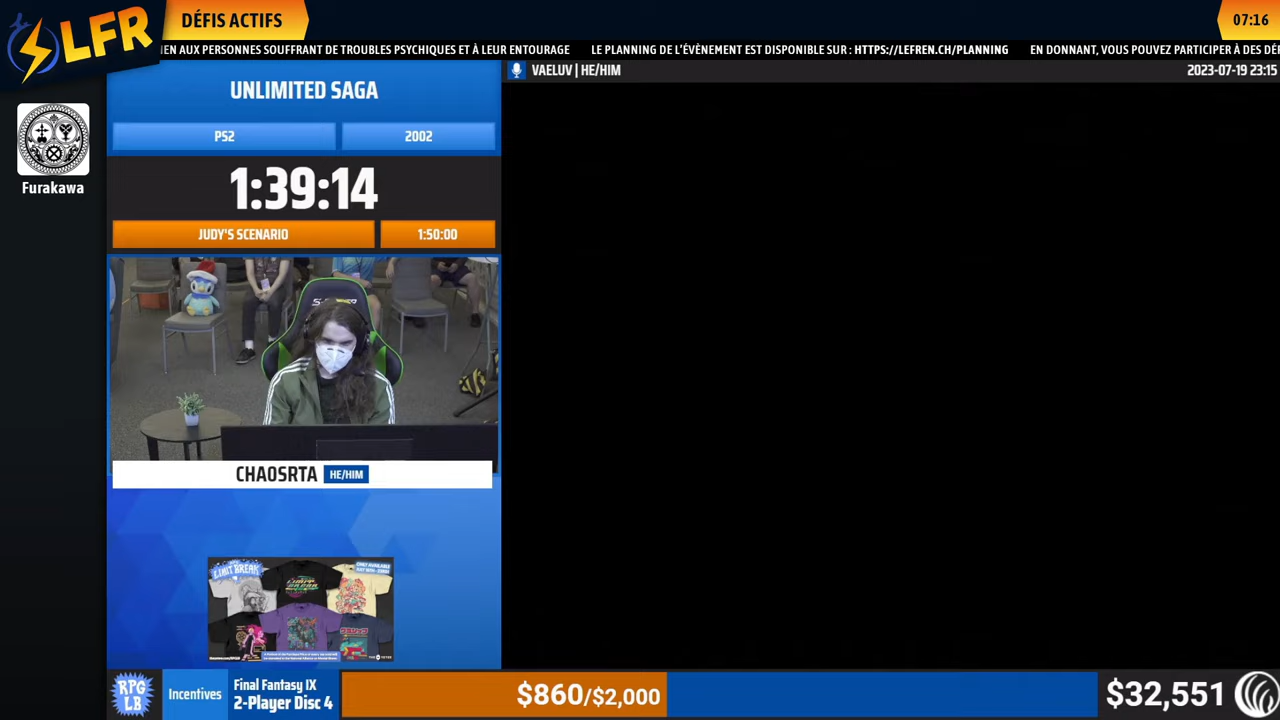 LFR
DÉFIS ACTIFS
07:16
IEN AUX PERSONNES SOUFFRANT DE TROUBLES PSYCHIQUES ET À LEUR ENTOURAGE LE PLANNING DE L'ÉVÈNEMENT EST DISPONIBLE SUR : HTTPS://LEFREN.CH/PLANNING EN DONNANT, VOUS POUVEZ PARTICIPER À DES DÉF
VAELUV | HE/HIM
2023-07-19 23:15
UNLIMITED SAGA
PS2
2002
Furakawa
1:39:14
JUDY'S SCENARIO
1:50:00
CHAOSRTA HE/HIM
LIMIT BREAK
RPG
LB
Incentives
Final Fantasy IX
2-Player Disc 4
$860/$2,000
$32,551